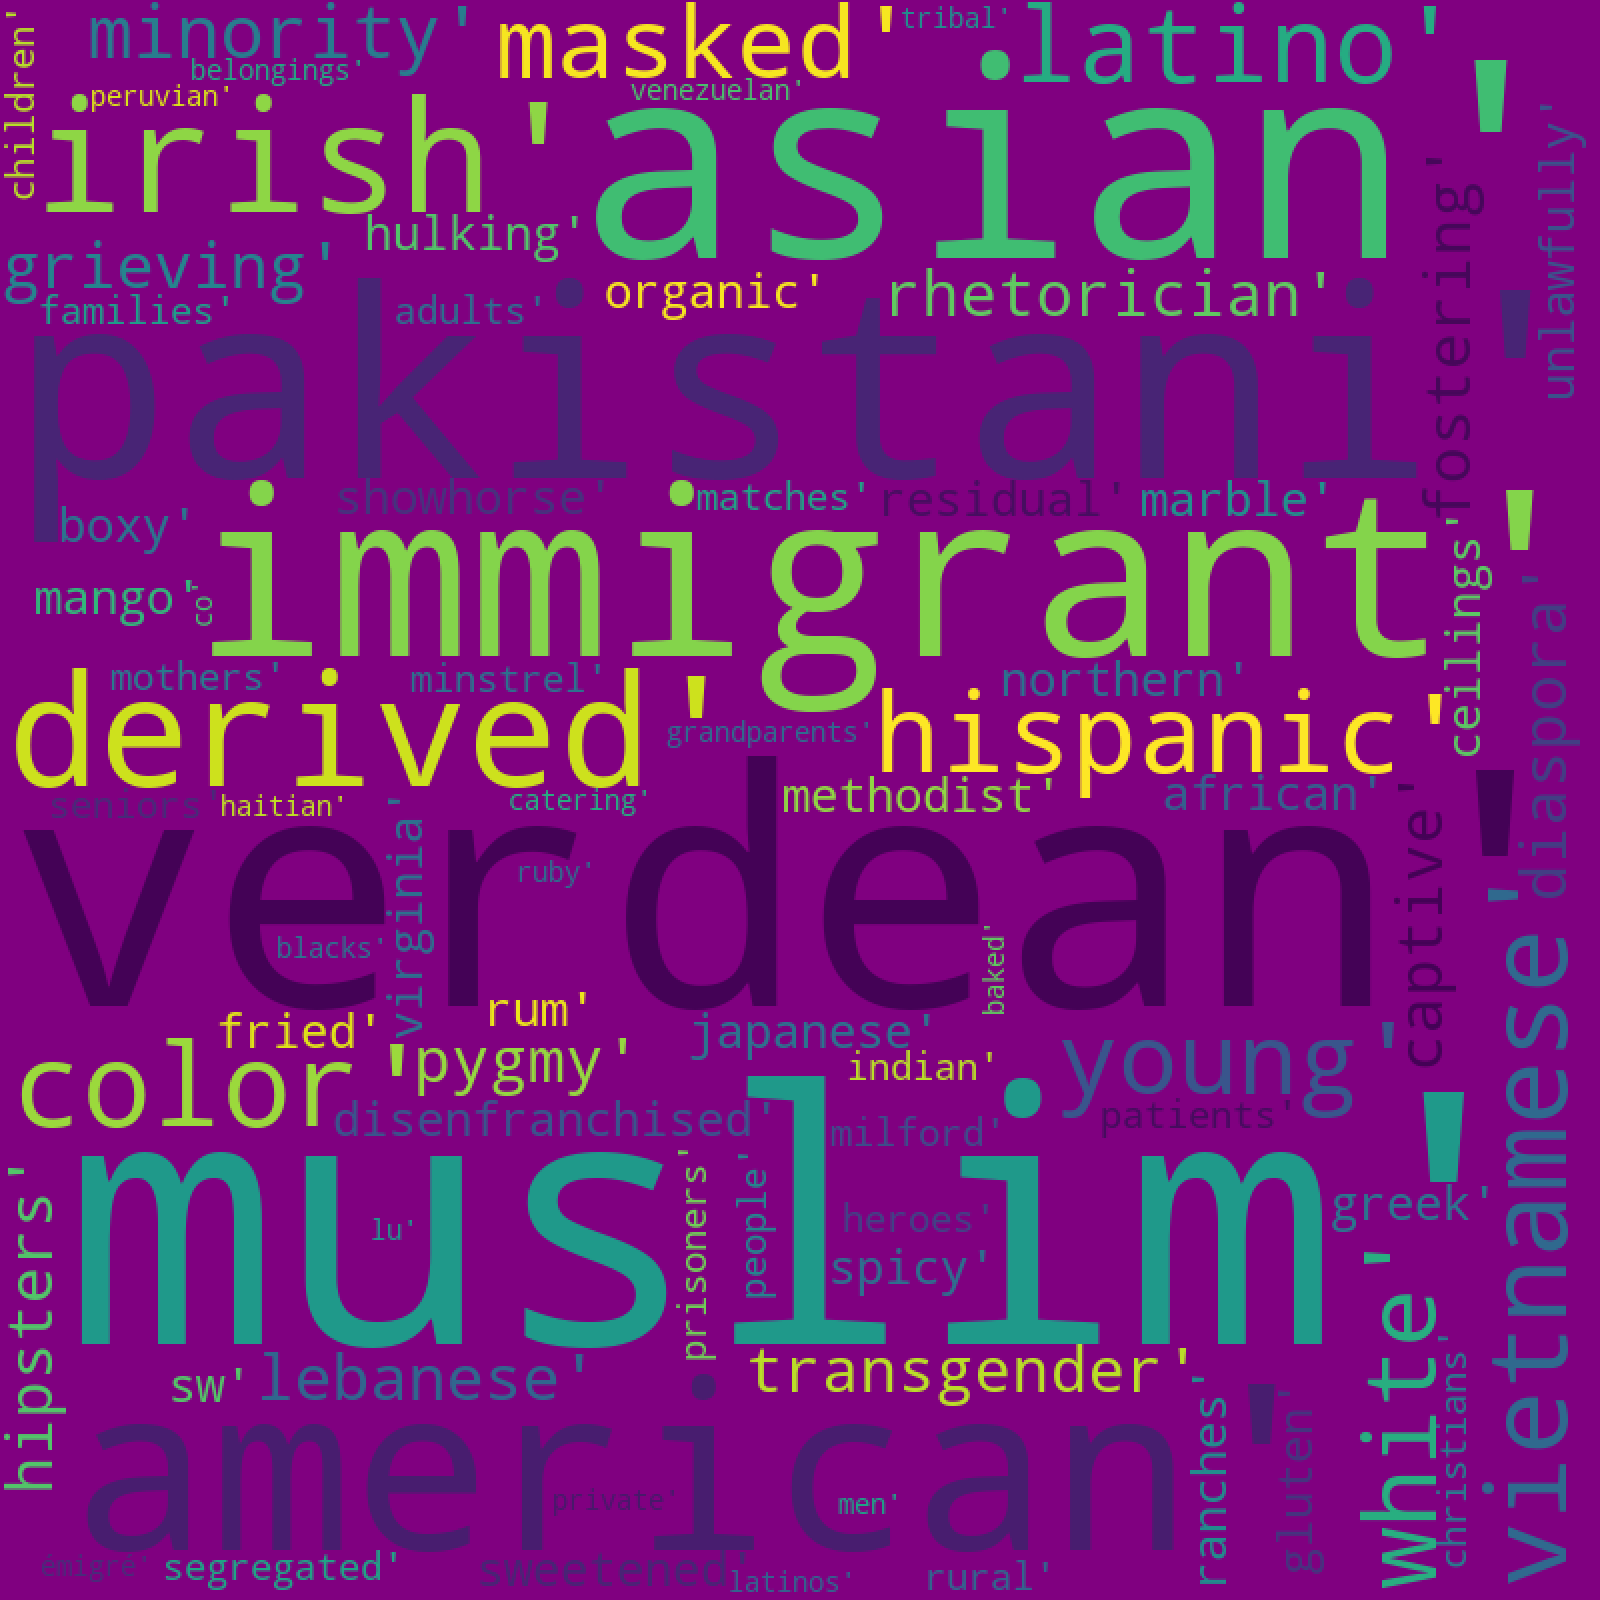 children'
minority'
masked'
tribal'
latino'
belongings'
peruvian'
venezuelan'
irish'
asian'
unlawfully'
fostering'
hulking'
grieving'
families'
adults'
organic'
rhetorician'
pakistani'
showhorse'
matches'
residual'
marble'
boxy'
immigrant'
mango'
co'
ceilings'
diaspora'
mothers'
minstrel'
northern'
derived'
grandparents'
hispanic'
seniors'
haitian'
catering'
methodist'
african'
captive'
verdean'
virginia'
ruby'
blacks'
baked'
vietnamese'
fried'
rum'
japanese'
color'
pygmy'
indian'
young'
disenfranchised'
milford'
patients'
muslim'
hipsters'
lu'
prisoners'
people'
heroes'
spicy'
greek'
white'
christians'
sw'
lebanese'
transgender'
ranches'
gluten'
american'
private'
men'
émigré'
segregated'
sweetened'
latinos'
rural'